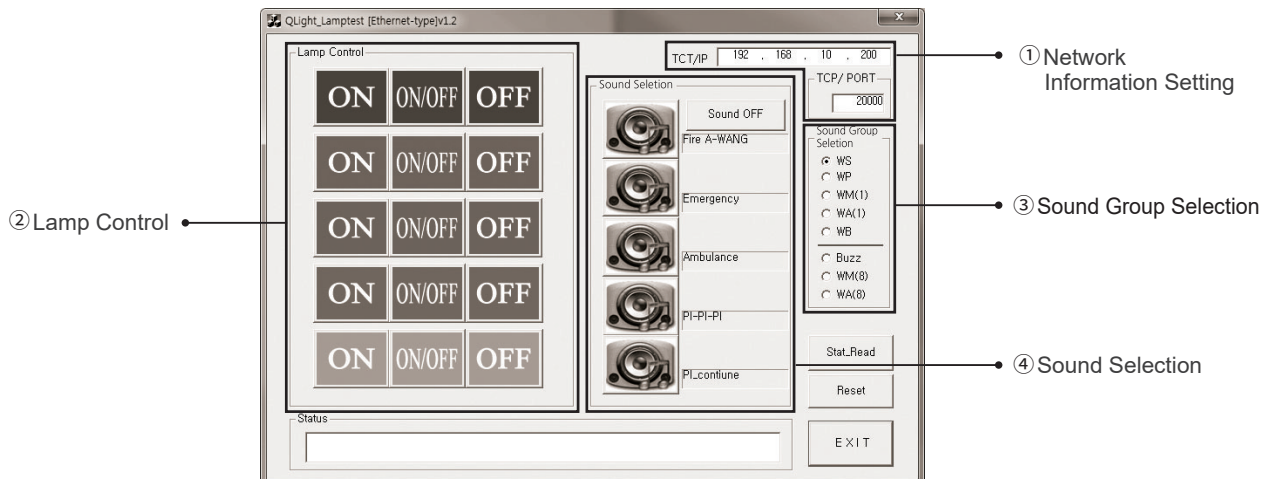 QLight_Lamptest [Ethernet-type]v1.2
x
Lamp Control
ON ON/OFF OFF
ON ON/OFF OFF
ON ON/OFF OFF
ON ON/OFF OFF
ON ON/OFF OFF
TCT/IP 192 . 168 . 10 . 200
TCP/ PORT
20000
Sound Seletion
Sound OFF
Fire A-WANG
Emergency
Ambulance
PI-PI-PI
PI_contiune
Sound Group
Seletion
WS
WP
WM(1)
WA(1)
WB
Buzz
WM(8)
WA(8)
Stat_Read
Reset
EXIT
Status
① Network
Information Setting
② Lamp Control
③ Sound Group Selection
④ Sound Selection